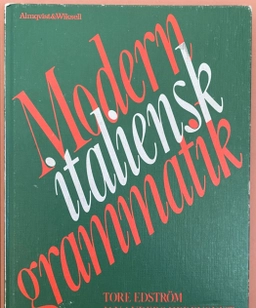 Almqvist&Wiksell
Modern
italiensk
grammatik
TORE EDSTRÖM